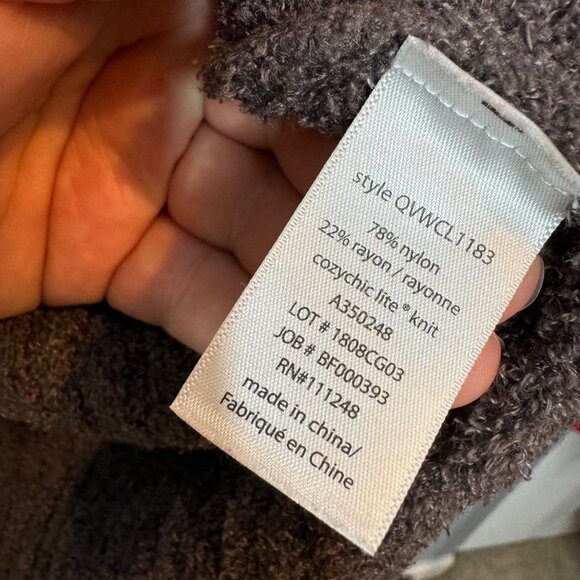 style QVWCL1183
78% nylon
22% rayon / rayonne
cozychic lite® knit
A350248
LOT # 1808CG03
JOB # BF000393
RN#111248
made in china/
Fabriqué en Chine